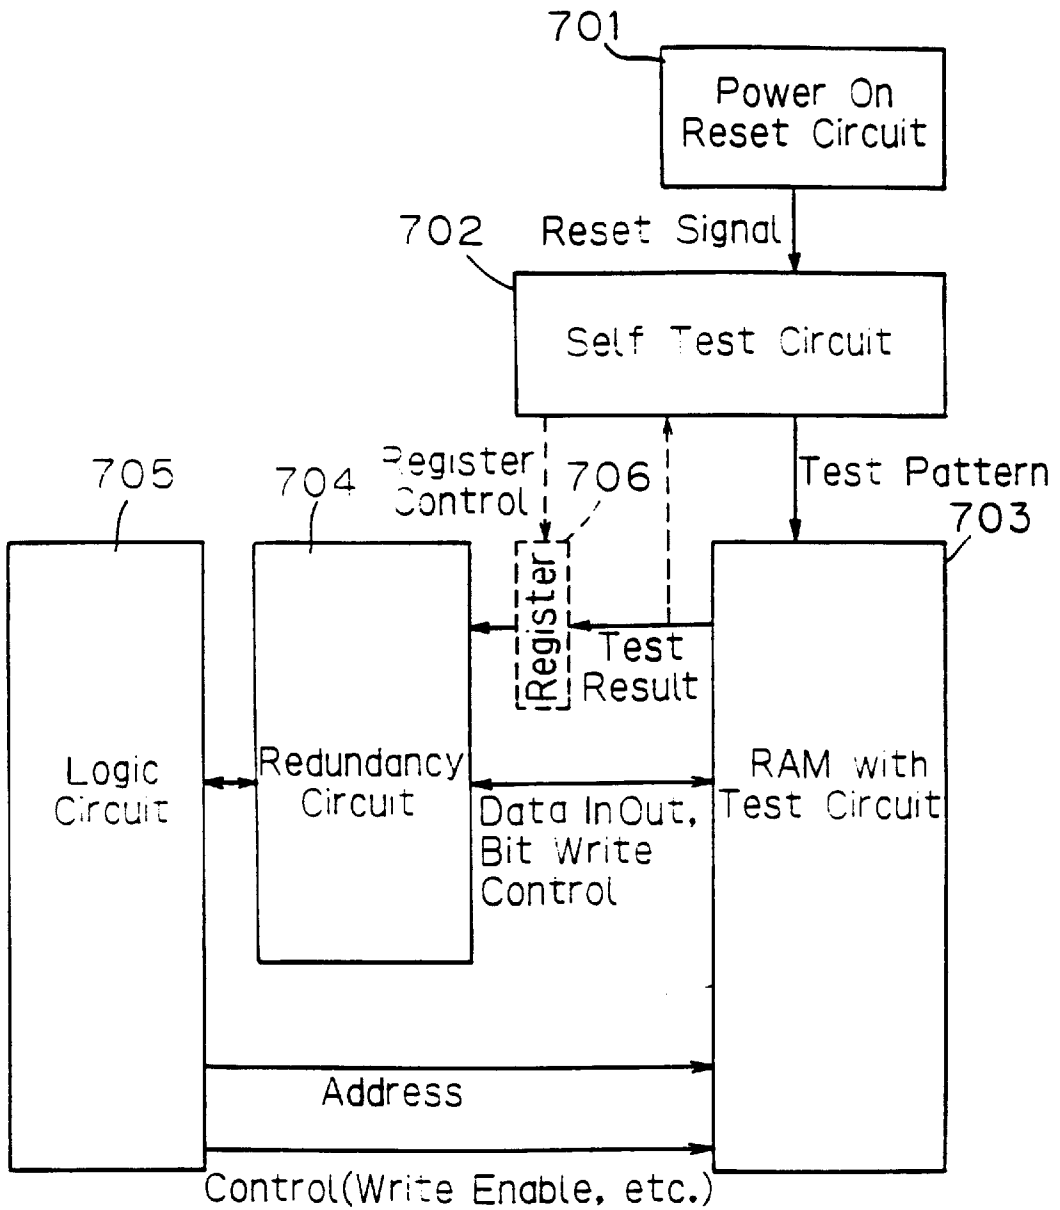 701
Power On
Reset Circuit
702
Reset Signal
Self Test Circuit
705
704
Register
Control
706
Test Pattern
703
Register
Test
Result
Logic
Circuit
Redundancy
Circuit
RAM with
Test Circuit
Data InOut,
Bit Write
Control
Address
Control(Write Enable, etc.)